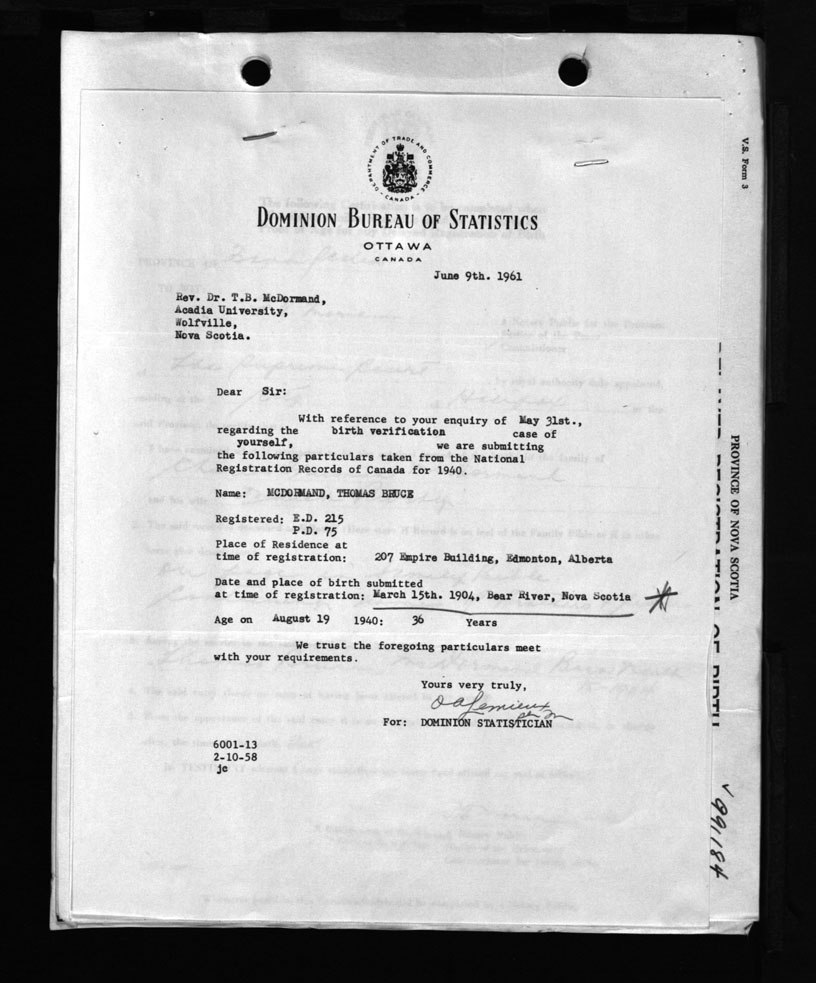 DEPARTMENT OF TRADE AND COMMERCE
CANADA
DOMINION BUREAU OF STATISTICS
OTTAWA
CANADA
June 9th. 1961
Rev. Dr. T.B. McDormand,
Acadia University,
Wolfville,
Nova Scotia.
Dear Sir:
With reference to your enquiry of May 31st.,
regarding the birth verification case of
yourself, we are submitting
the following particulars taken from the National
Registration Records of Canada for 1940.
Name: MCDORMAND, THOMAS BRUCE
Registered: E.D. 215
P.D. 75
Place of Residence at
time of registration: 207 Empire Building, Edmonton, Alberta
Date and place of birth submitted
at time of registration: March 15th. 1904, Bear River, Nova Scotia
Age on August 19 1940: 36 Years
We trust the foregoing particulars meet
with your requirements.
Yours very truly,
For: DOMINION STATISTICIAN
6001-13
2-10-58
jc
V.S. Form 3
PROVINCE OF NOVA SCOTIA
REGISTRATION OF BIRTH
991184